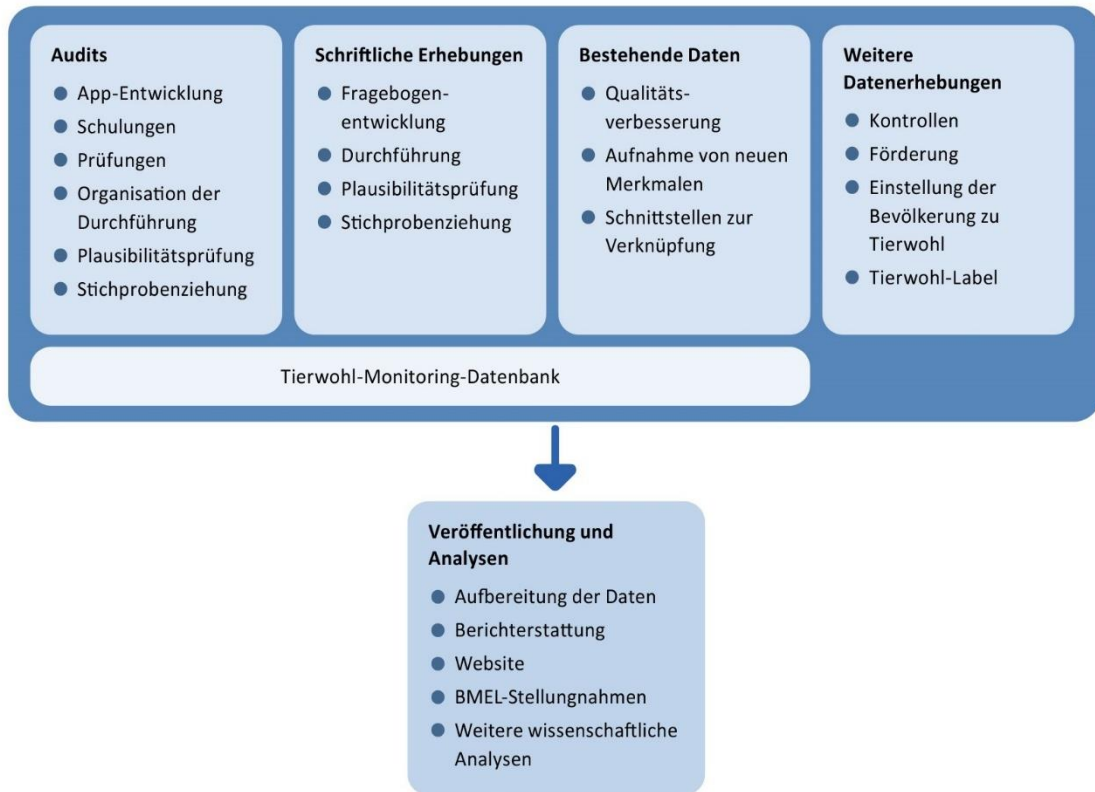 Audits
App-Entwicklung
Schulungen
Prüfungen
Organisation der
Durchführung
Plausibilitätsprüfung
Stichprobenziehung
Schriftliche Erhebungen
Fragebogen-
entwicklung
Durchführung
Plausibilitätsprüfung
Stichprobenziehung
Bestehende Daten
Qualitäts-
verbesserung
Aufnahme von neuen
Merkmalen
Schnittstellen zur
Verknüpfung
Weitere
Datenerhebungen
Kontrollen
Förderung
Einstellung der
Bevölkerung zu
Tierwohl
Tierwohl-Label
Tierwohl-Monitoring-Datenbank
Veröffentlichung und
Analysen
Aufbereitung der Daten
Berichterstattung
Website
BMEL-Stellungnahmen
Weitere wissenschaftliche
Analysen